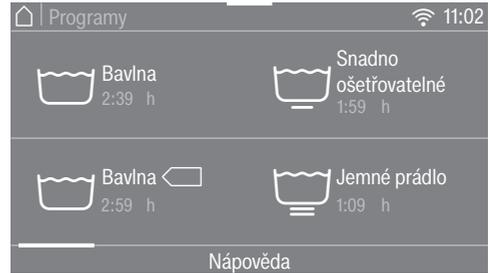 Programy 11:02
Bavlna
2:39 h
Snadno
ošetřovatelné
1:59 h
Bavlna
2:59 h
Jemné prádlo
1:09 h
Nápověda